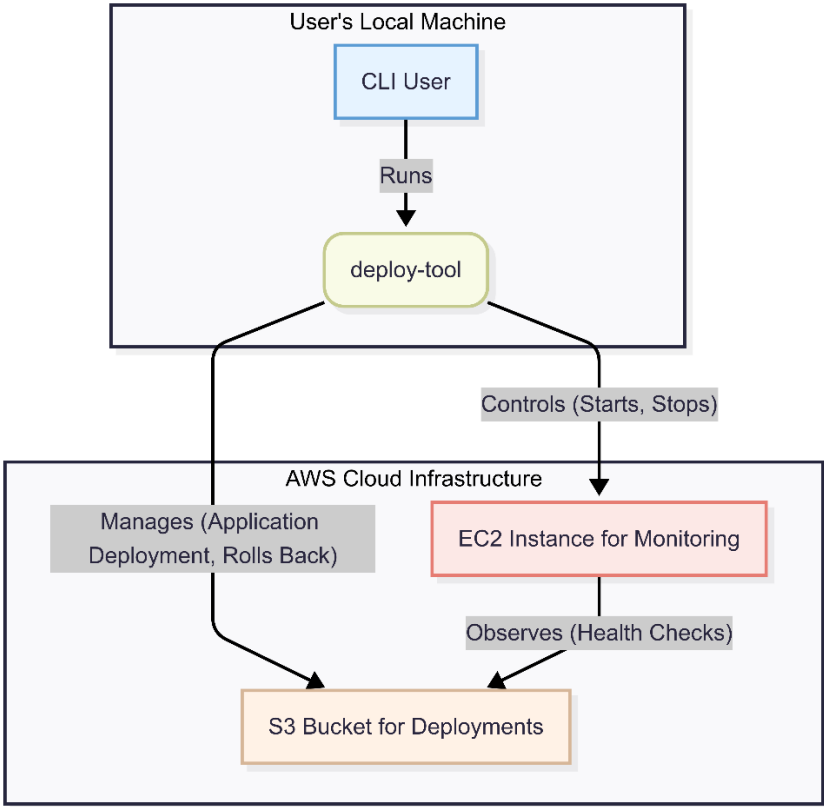 User's Local Machine
CLI User
Runs
deploy-tool
Controls (Starts, Stops)
AWS Cloud Infrastructure
Manages (Application
Deployment, Rolls Back)
EC2 Instance for Monitoring
Observes (Health Checks)
S3 Bucket for Deployments